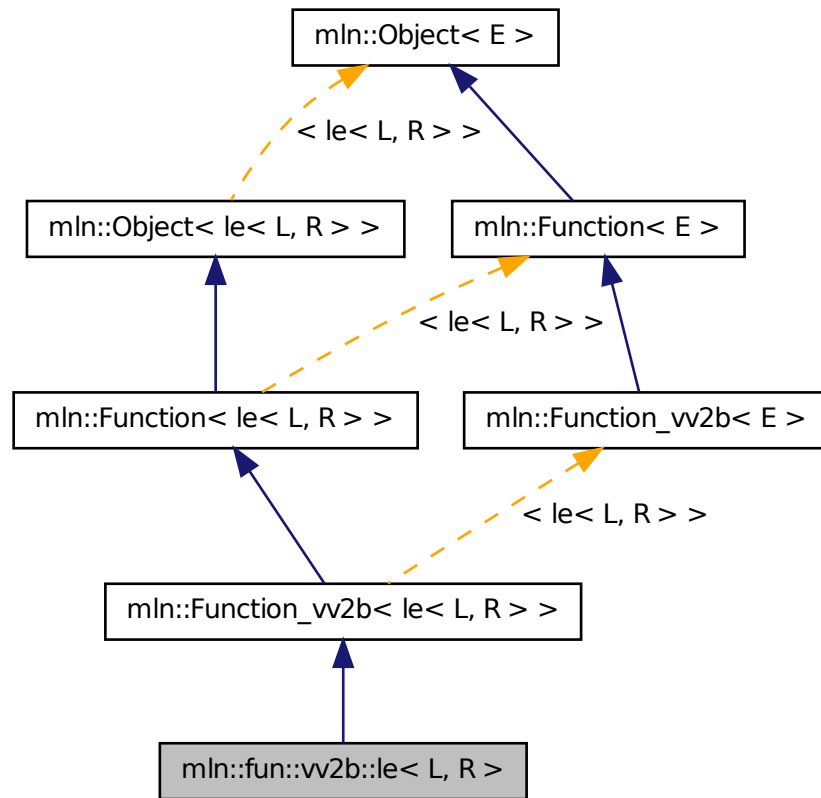 mln::Object< E >
< le< L, R > >
mln::Object< le< L, R > >
mln::Function< E >
< le< L, R > >
mln::Function< le< L, R > >
mln::Function_vv2b< E >
< le< L, R > >
mln::Function_vv2b< le< L, R > >
mln::fun::vv2b::le< L, R >